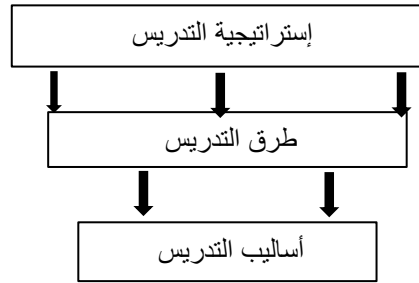 إستراتيجية التدريس
طرق التدريس
أساليب التدريس